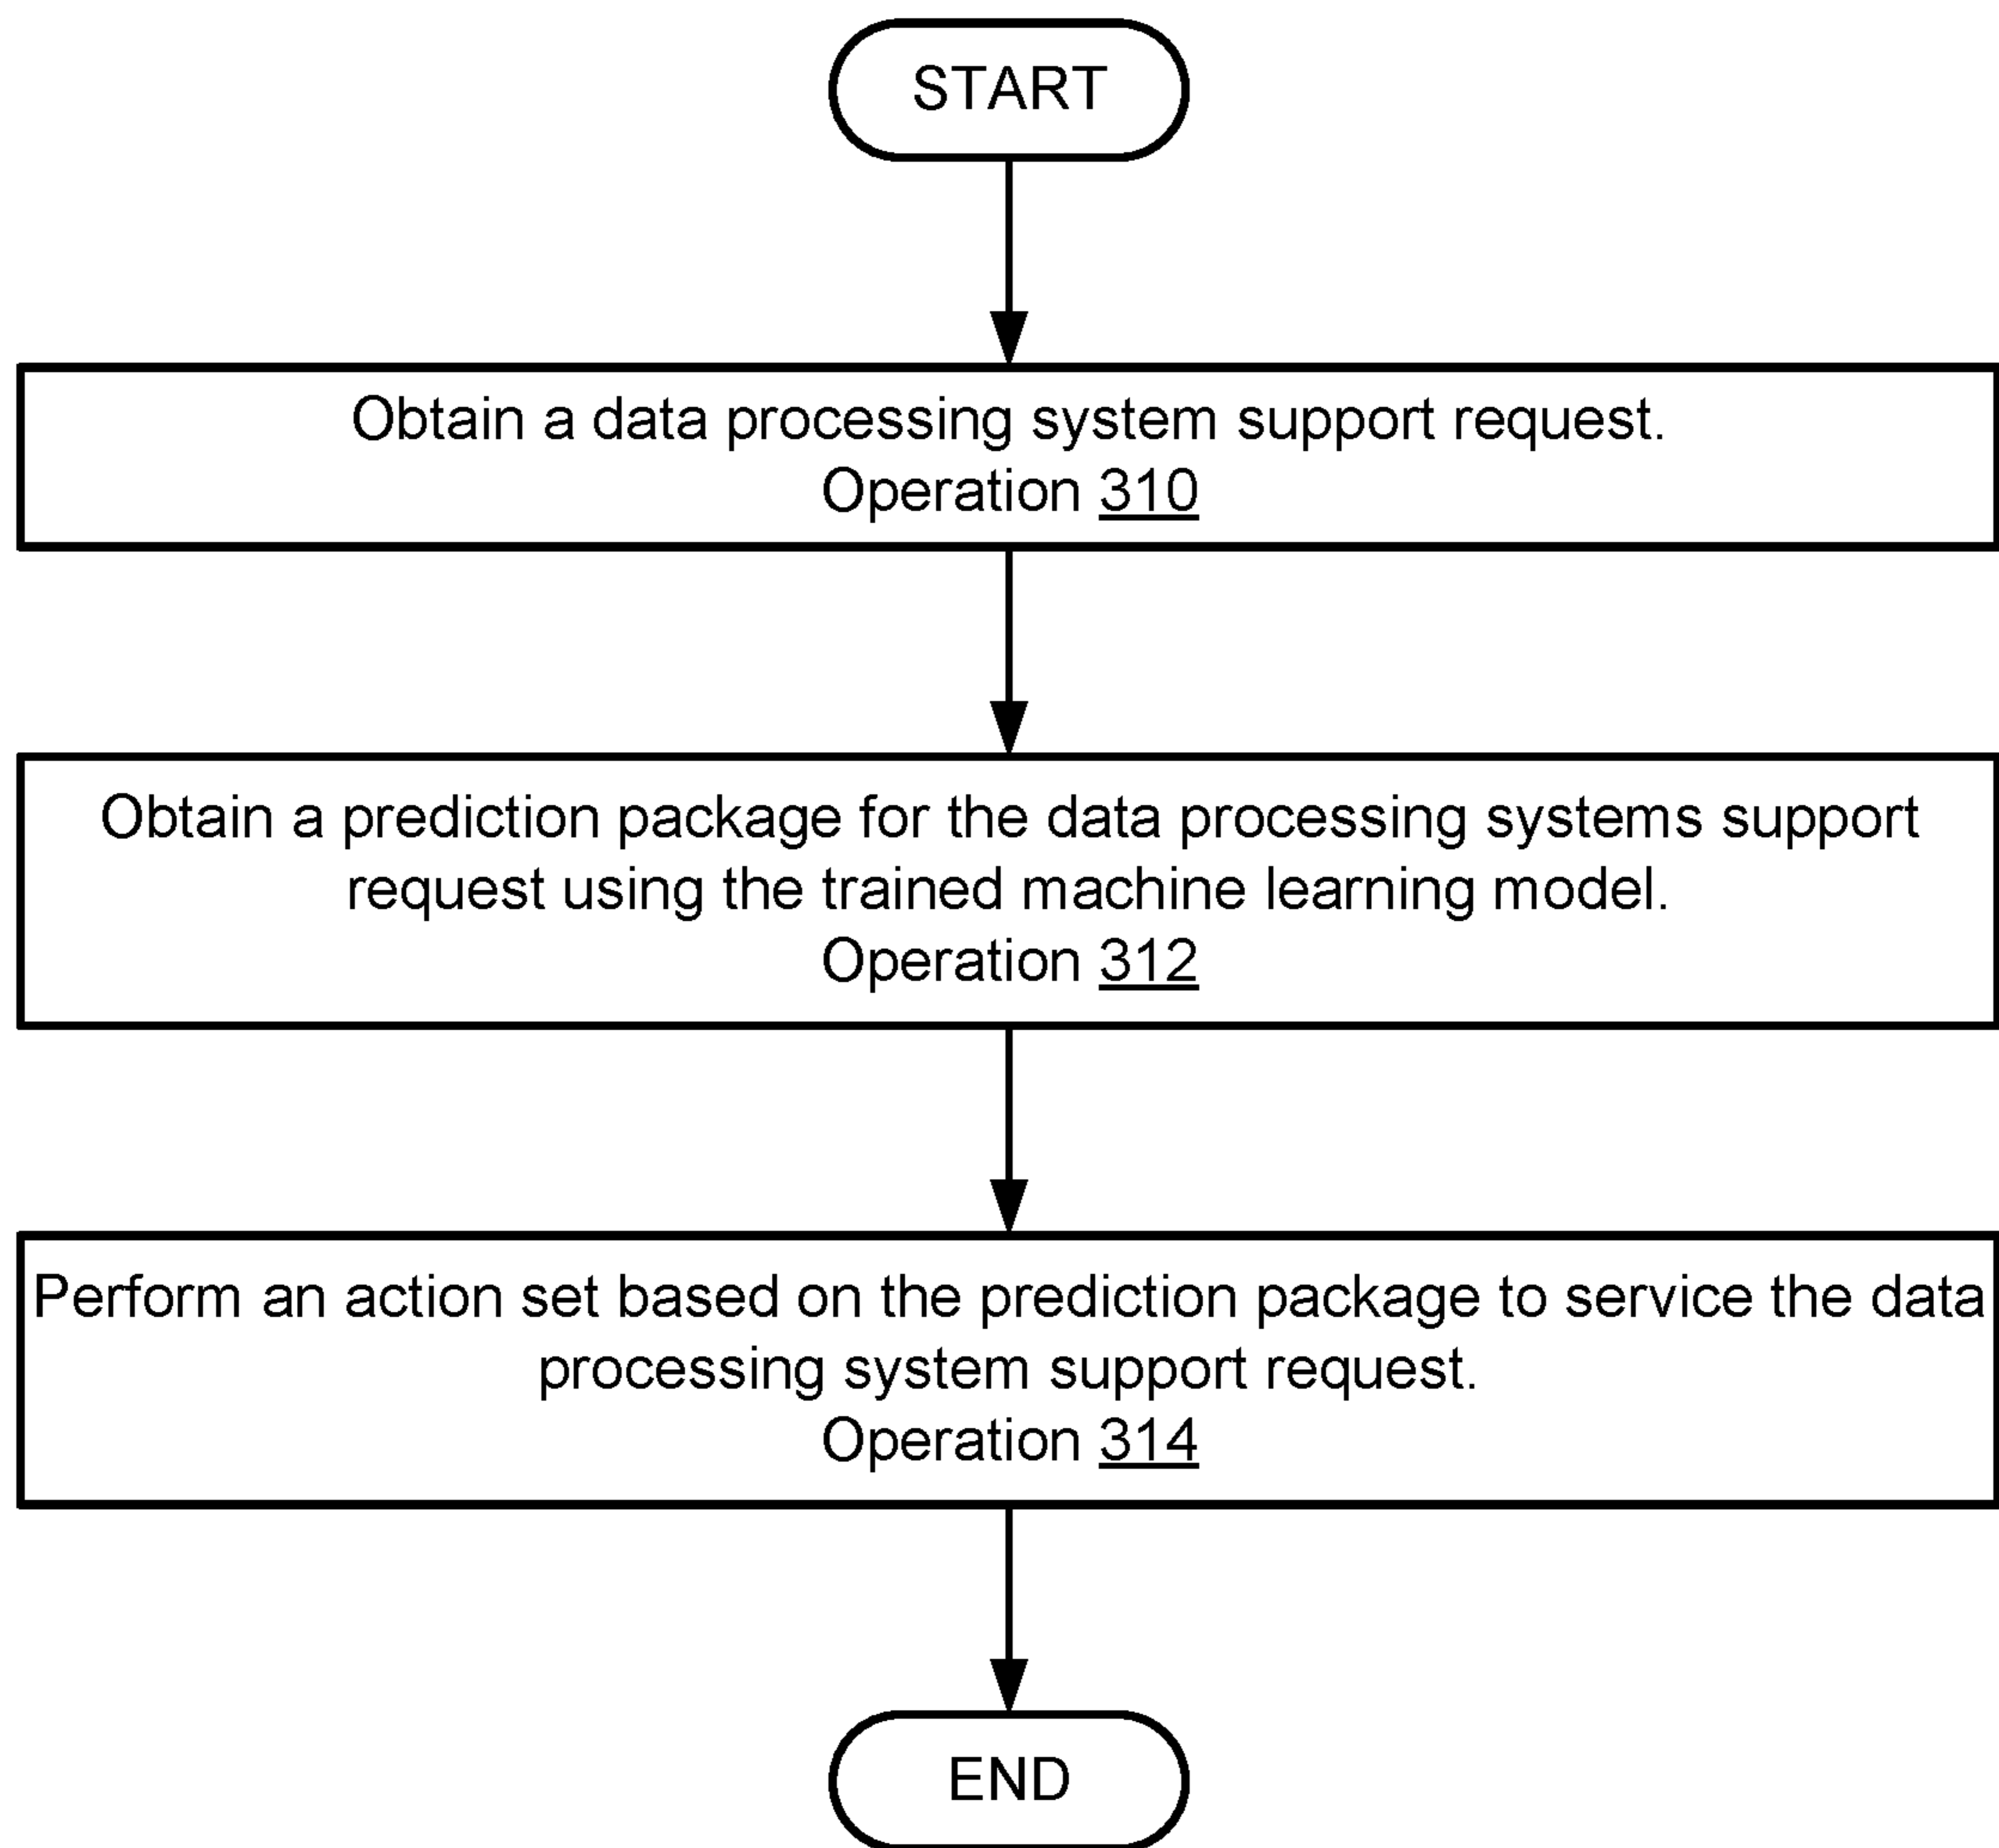 START
Obtain a data processing system support request.
Operation 310
Obtain a prediction package for the data processing systems support
request using the trained machine learning model.
Operation 312
Perform an action set based on the prediction package to service the data
processing system support request.
Operation 314
END